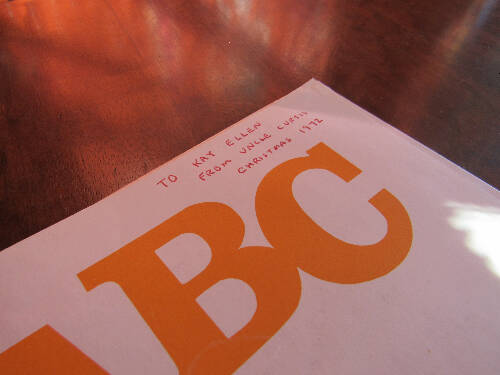 TO KAY ELLEN
FROM UNCLE CURTIS
CHRISTMAS 1972
ABC